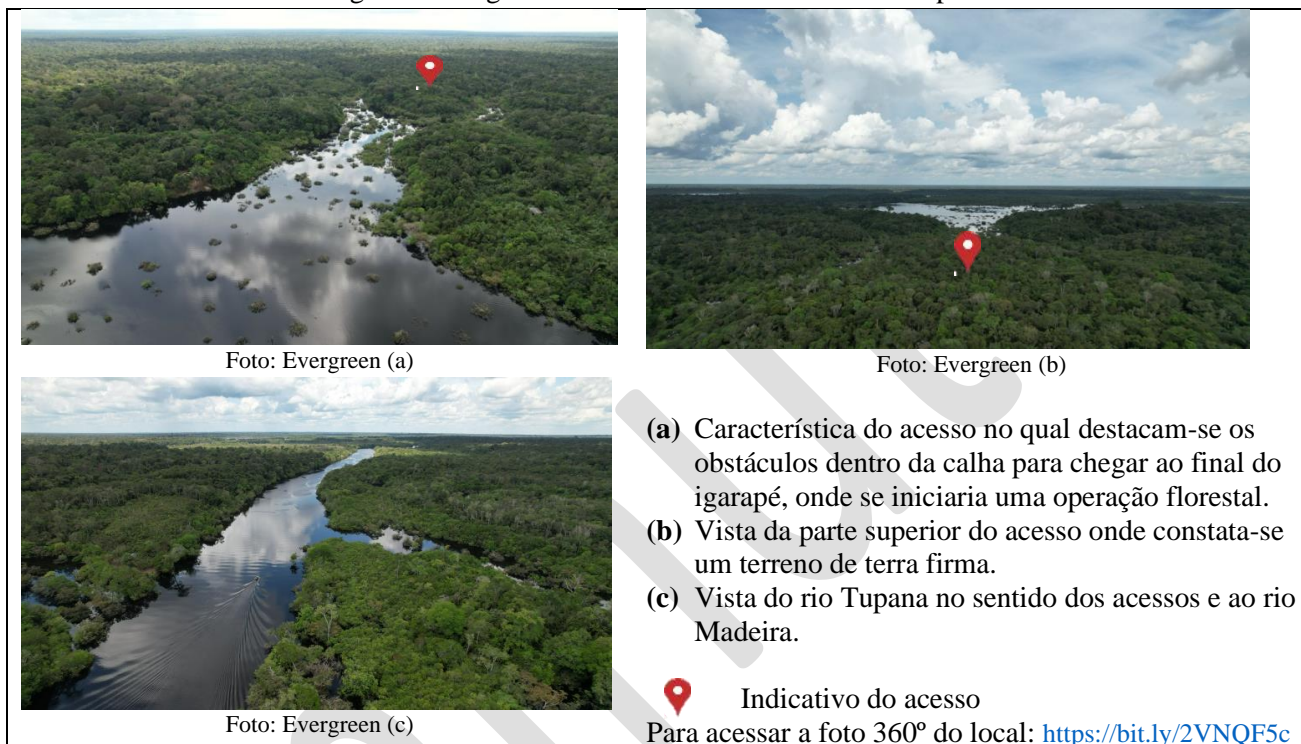 Foto: Evergreen (a)
Foto: Evergreen (b)
Foto: Evergreen (c)
(a) Característica do acesso no qual destacam-se os
obstáculos dentro da calha para chegar ao final do
igarapé, onde se iniciaria uma operação florestal.
(b) Vista da parte superior do acesso onde constata-se
um terreno de terra firma.
(c) Vista do rio Tupana no sentido dos acessos e ao rio
Madeira.
Indicativo do acesso
Para acessar a foto 360º do local: https://bit.ly/2VNQF5c